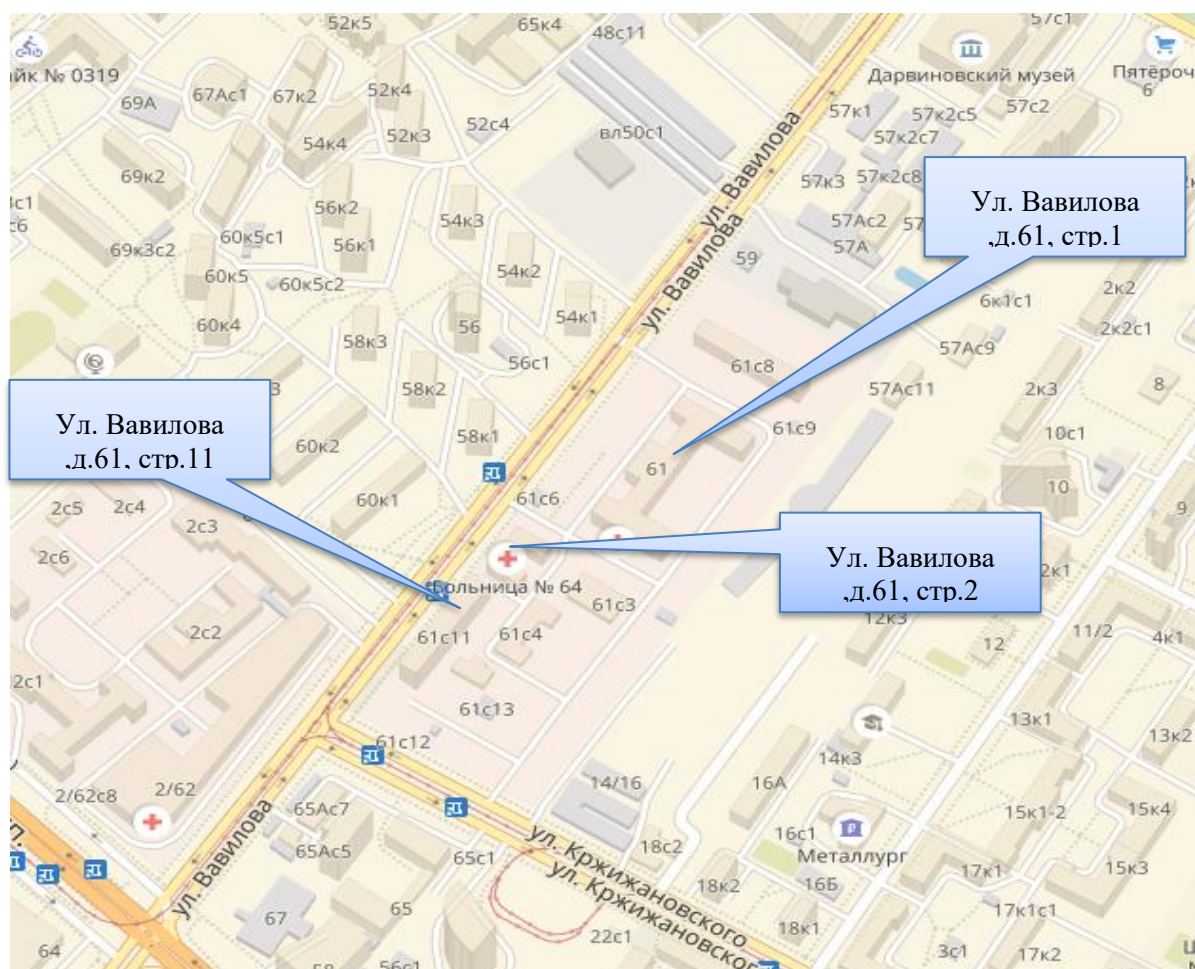 52к5
65к4
48с11
57с1
йк № 0319
Дарвиновский музей
Пятёроч
6
69А
67Ас1
67к2
52к4
52к3
52с4
54к4
вл50с1
57к1
57к2с5
57с2
57к2с7
69к2
57к3
57к2с8
ул. Вавилова
ул. Вавилова
Ул. Вавилова
,д.61, стр.1
56к2
54к3
57Ас2
57А
60к5с1
56к1
69к3с2
54к2
59
60к5
60к5с2
6к1с1
2к2
60к4
58к3
56
54к1
2к2с1
56с1
61с8
57Ас9
57Ас11
58к2
2к3
8
Ул. Вавилова
,д.61, стр.11
60к2
58к1
61с9
10с1
61
10
2с5
2с4
2с3
60к1
61с6
9
2с6
Больница № 64
Ул. Вавилова
,д.61, стр.2
2к1
61с3
12к3
2с2
61с11
61с4
12
11/2
4к1
2с1
61с13
13к1
61с12
13к2
14к3
2/62с8
2/62
14/16
16А
65Ас7
15к1-2
15к4
ул. Вавилова
65Ас5
65с1
18с2
16с1
Металлург
15к3
ул. Кржижановского
ул. Кржижановског
18к2
16Б
17к1
67
65
17к1с1
64
22с1
18к1
3с1
17к2
56с1